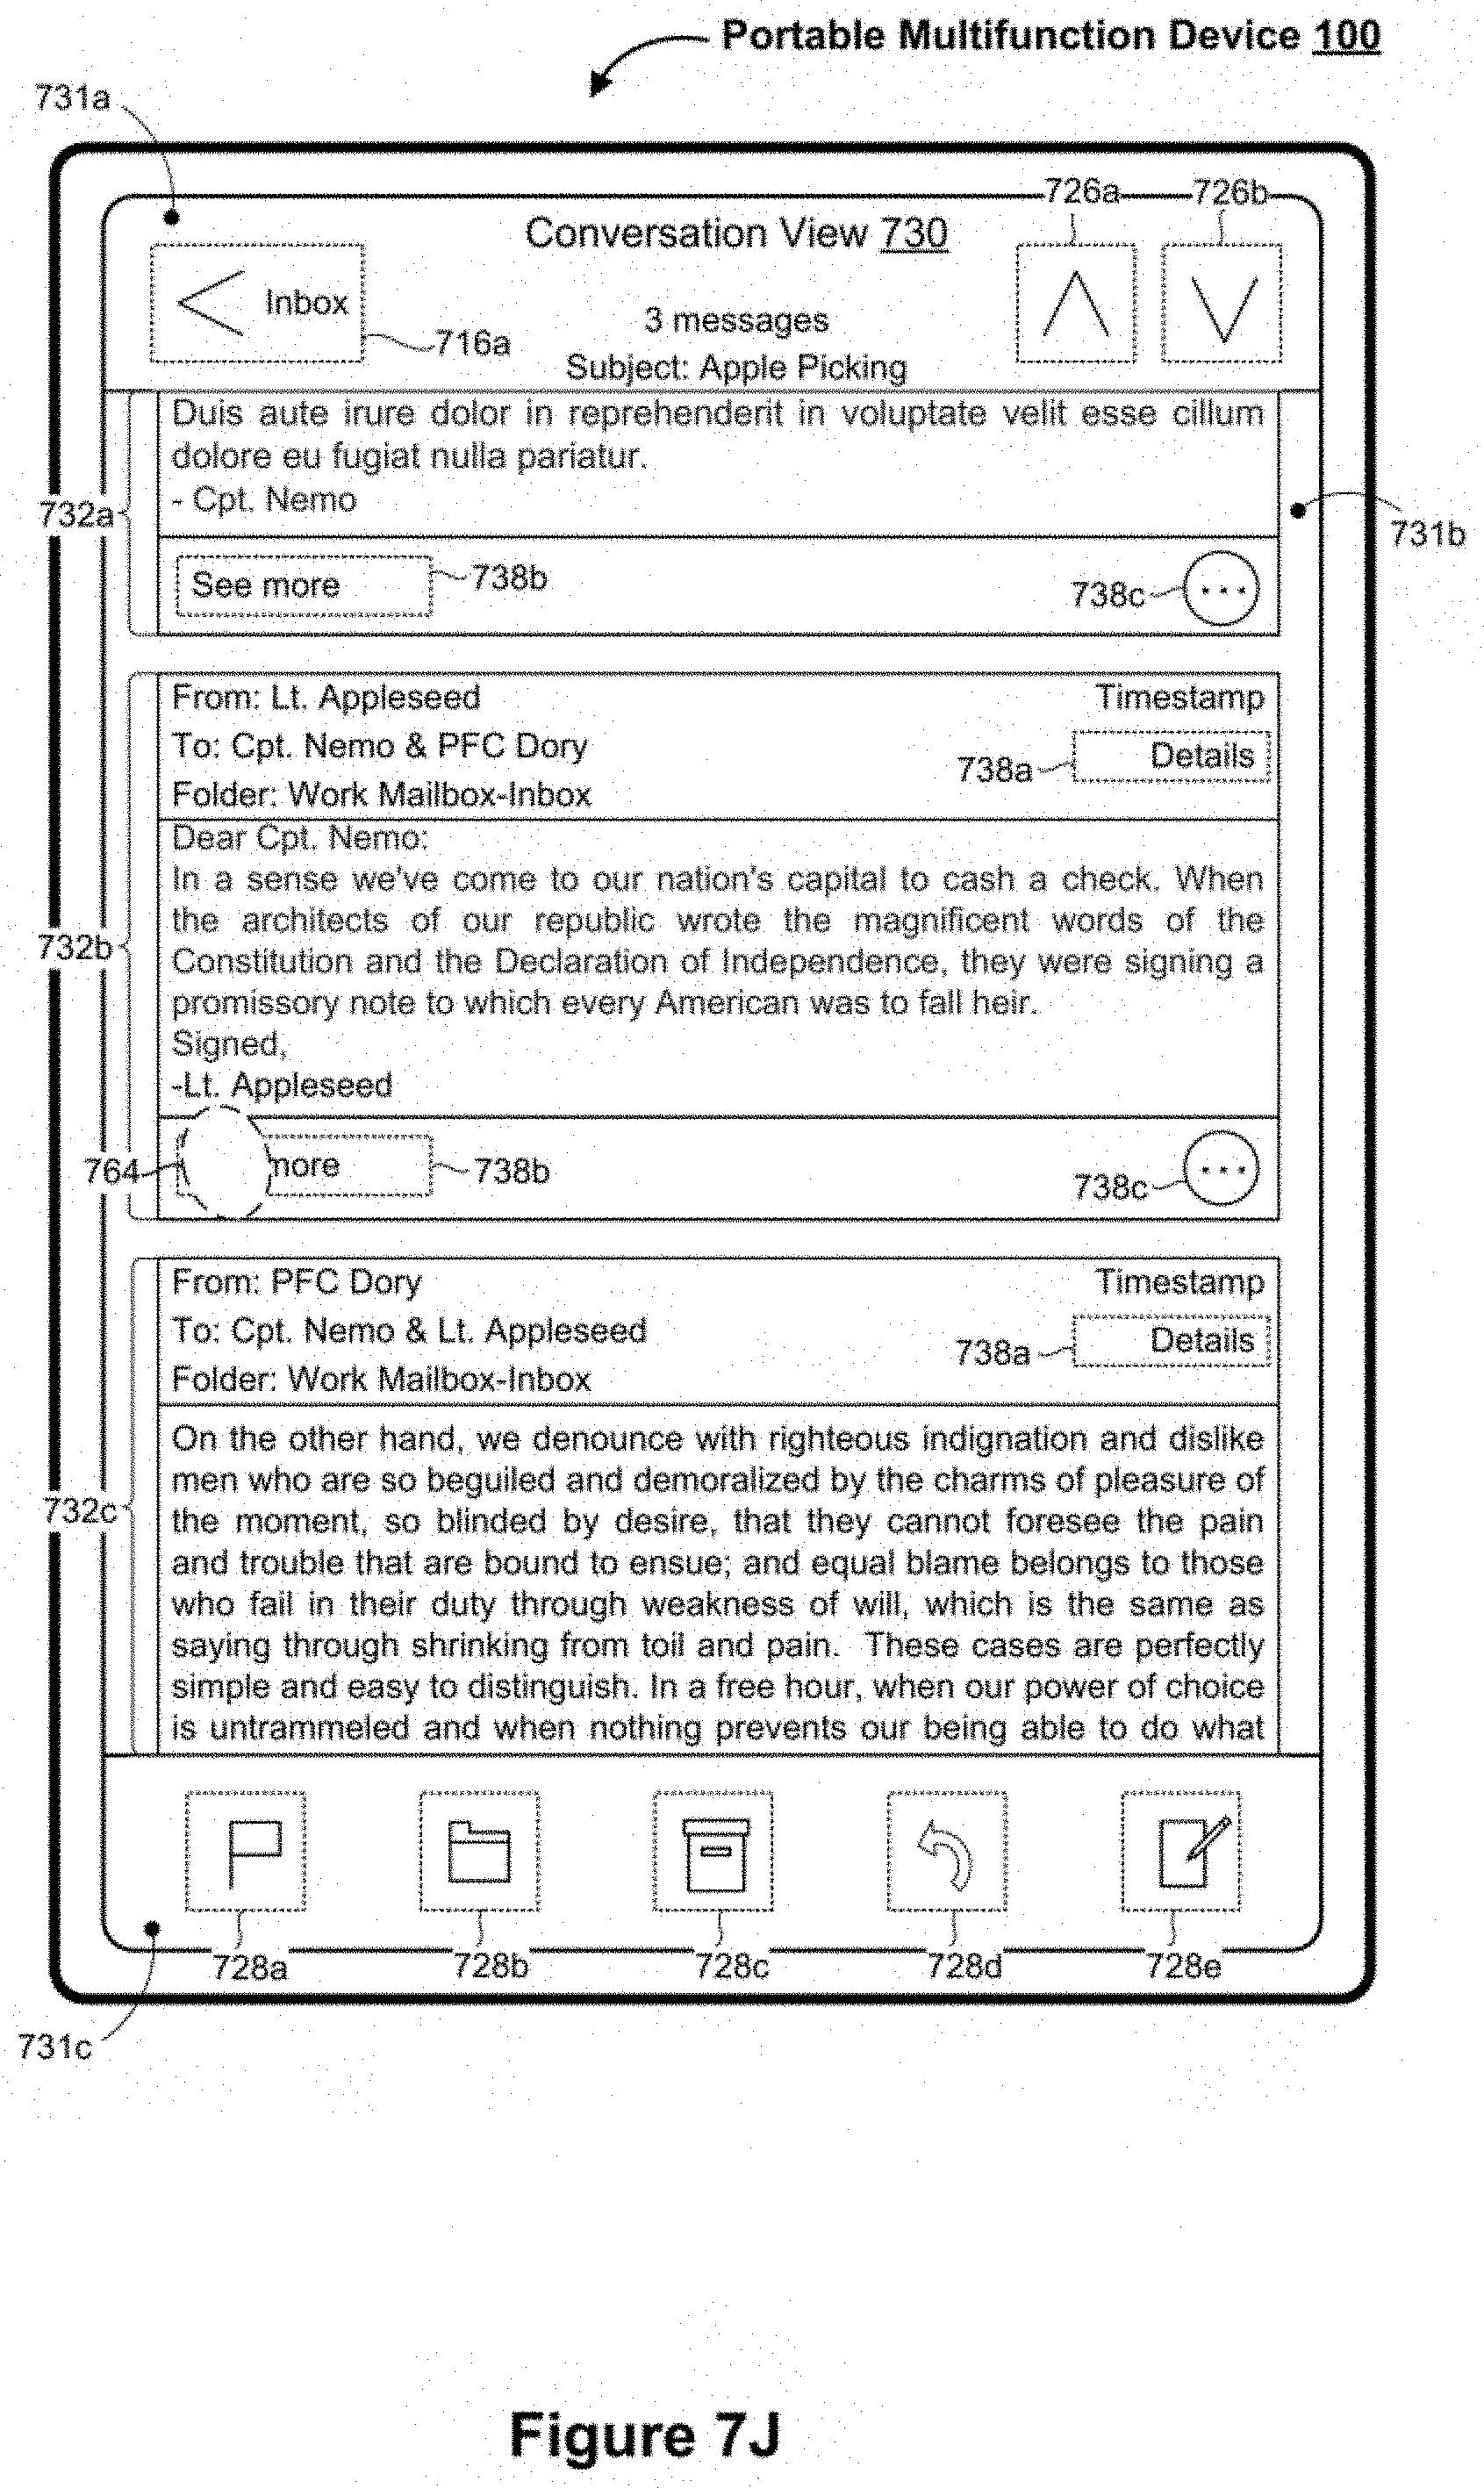 Portable Multifunction Device 100
731a
726a
726b
Conversation View 730
Inbox
716a
3 messages
Subject: Apple Picking
Duis aute irure dolor in reprehenderit in voluptate velit esse cillum
dolore eu fugiat nulla pariatur.
- Cpt. Nemo
732a
731b
See more
738b
738c
From: Lt. Appleseed
Timestamp
To: Cpt. Nemo & PFC Dory
738a
Details
Folder: Work Mailbox-Inbox
Dear Cpt. Nemo:
In a sense we've come to our nation's capital to cash a check. When
the architects of our republic wrote the magnificent words of the
732b
Constitution and the Declaration of Independence, they were signing a
promissory note to which every American was to fall heir.
Signed,
-Lt. Appleseed
764
more
738b
738c
From: PFC Dory
Timestamp
To: Cpt. Nemo & Lt. Appleseed
738a
Details
Folder: Work Mailbox-Inbox
On the other hand, we denounce with righteous indignation and dislike
men who are so beguiled and demoralized by the charms of pleasure of
732c
the moment, so blinded by desire, that they cannot foresee the pain
and trouble that are bound to ensue; and equal blame belongs to those
who fail in their duty through weakness of will, which is the same as
saying through shrinking from toil and pain. These cases are perfectly
simple and easy to distinguish. In a free hour, when our power of choice
is untrammeled and when nothing prevents our being able to do what
728a
728b
728c
728d
728e
731c
Figure 7J